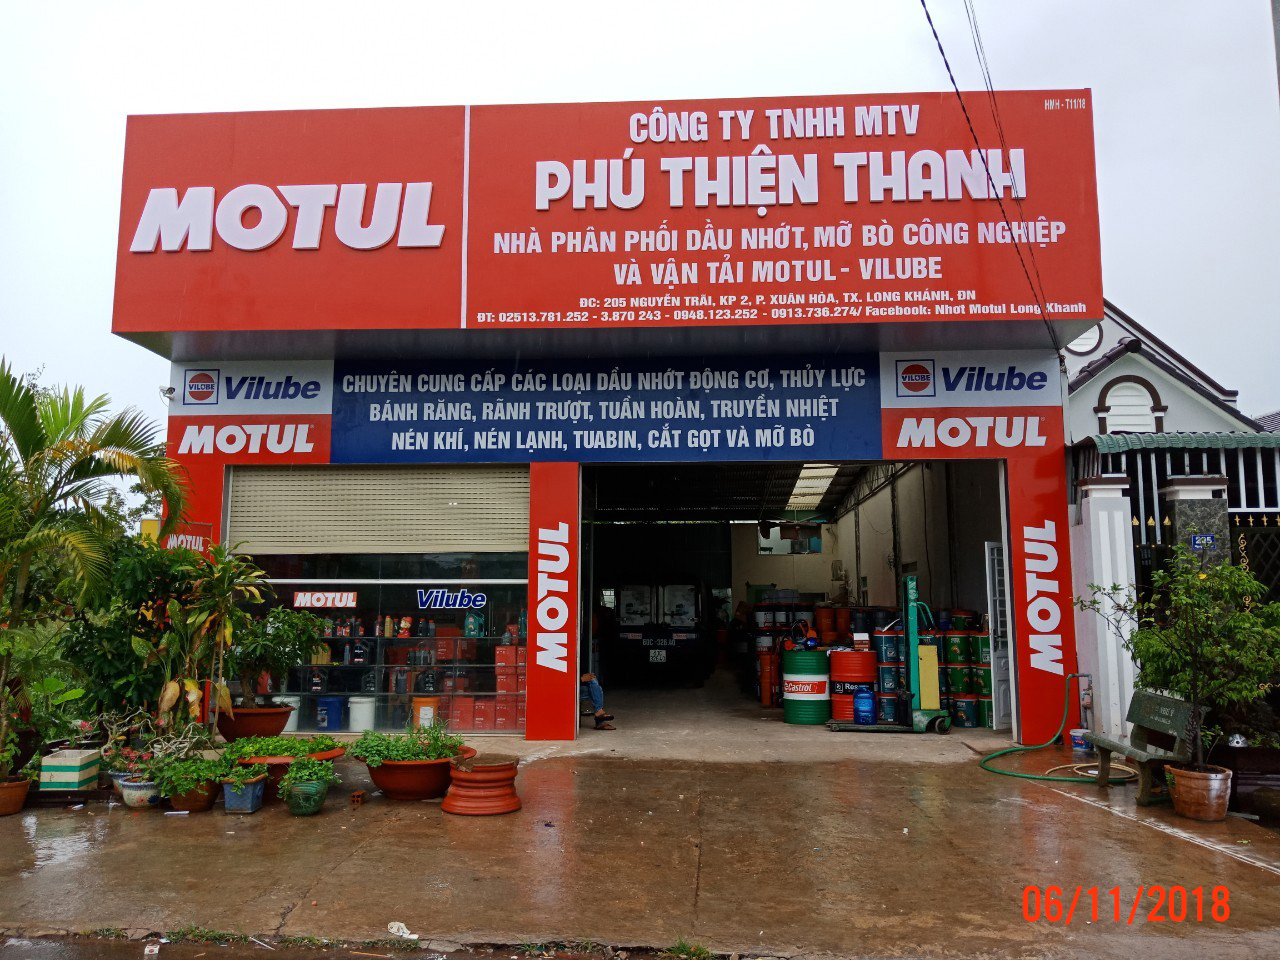 HMH - T11/18
MOTUL
CÔNG TY TNHH MTV
PHÚ THIỆN THANH
NHÀ PHÂN PHỐI DẦU NHỚT, MỠ BÒ CÔNG NGHIỆP
VÀ VẬN TẢI MOTUL - VILUBE
ĐC: 205 NGUYỄN TRÃI, KP 2, P. XUÂN HÒA, TX. LONG KHÁNH, ĐN
ĐT: 02513.781.252 - 3.870 243 - 0948.123.252 - 0913.736.274/ Facebook: Nhơt Motul Long Khanh
VILUBE
Vilube
CHUYÊN CUNG CẤP CÁC LOẠI DẦU NHỚT ĐỘNG CƠ, THỦY LỰC
BÁNH RĂNG, RÃNH TRƯỢT, TUẦN HOÀN, TRUYỀN NHIỆT
NÉN KHÍ, NÉN LẠNH, TUABIN, CẮT GỌT VÀ MỠ BÒ
VILUBE
Vilube
MOTUL
MOTUL
MOTUL
MOTUL
Vilube
MOTUL
MOTUL
Castrol
06/11/2018